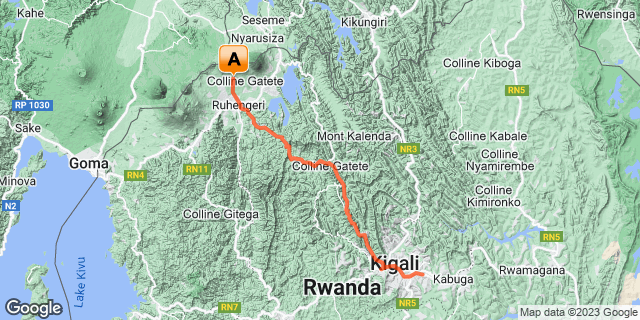 Kahe
Seseme
Nyarusiza
Kikungiri
Rwensinga
A
Colline Gatete
Colline Kiboga
RN5
RP 1030
Ruhengeri
Sake
Mont Kalenda
Colline Kabale
Goma
RN4
RN11
Colline Gatete
NR3
Colline
Nyamirembe
Minova
N2
Colline Gitega
Colline
Kimironko
RN5
Lake Kivu
Kigali
Kabuga
Rwamagana
Rwanda
RN7
NR5
RN5
Google
Google
Map data ©2023 Google